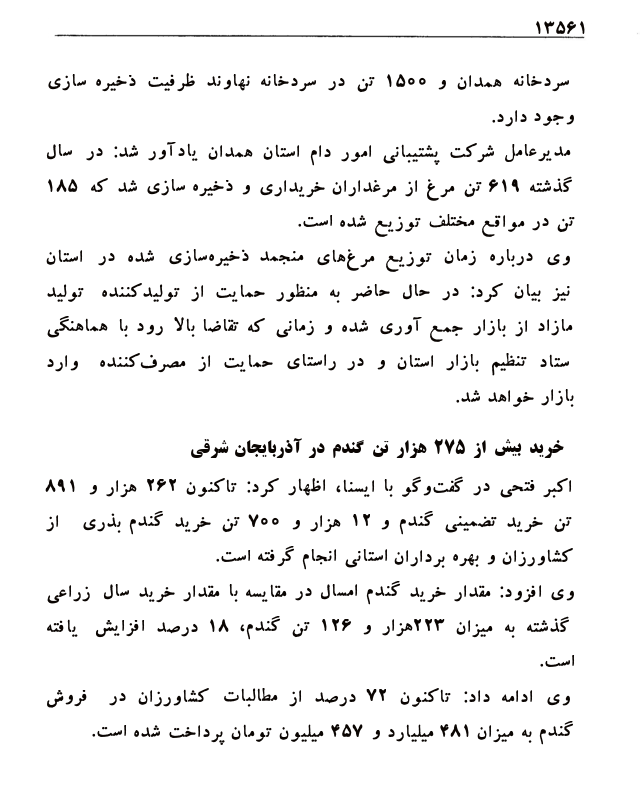 ۱۳۵۶۱
سردخانه همدان و ۱۵۰۰ تن در سردخانه نهاوند ظرفیت ذخیره سازی
وجود دارد.
مدیرعامل شرکت پشتیبانی امور دام استان همدان یادآور شد: در سال
گذشته ۶۱۹ تن مرغ از مرغداران خریداری و ذخیره سازی شد که ۱۸۵
تن در مواقع مختلف توزیع شده است.
وی درباره زمان توزیع مرغ‌های منجمد ذخیره‌سازی شده در استان
نیز بیان کرد: در حال حاضر به منظور حمایت از تولیدکننده تولید
مازاد از بازار جمع آوری شده و زمانی که تقاضا بالا رود با هماهنگی
ستاد تنظیم بازار استان و در راستای حمایت از مصرف‌کننده وارد
بازار خواهد شد.
خرید بیش از ۲۷۵ هزار تن گندم در آذربایجان شرقی
اکبر فتحی در گفت‌وگو با ایسنا، اظهار کرد: تاکنون ۲۶۲ هزار و ۸۹۱
تن خرید تضمینی گندم و ۱۲ هزار و ۷۰۰ تن خرید گندم بذری از
کشاورزان و بهره برداران استانی انجام گرفته است.
وی افزود: مقدار خرید گندم امسال در مقایسه با مقدار خرید سال زراعی
گذشته به میزان ۲۲۳هزار و ۱۲۶ تن گندم، ۱۸ درصد افزایش یافته
است.
وی ادامه داد: تاکنون ۷۲ درصد از مطالبات کشاورزان در فروش
گندم به میزان ۴۸۱ میلیارد و ۴۵۷ میلیون تومان پرداخت شده است.